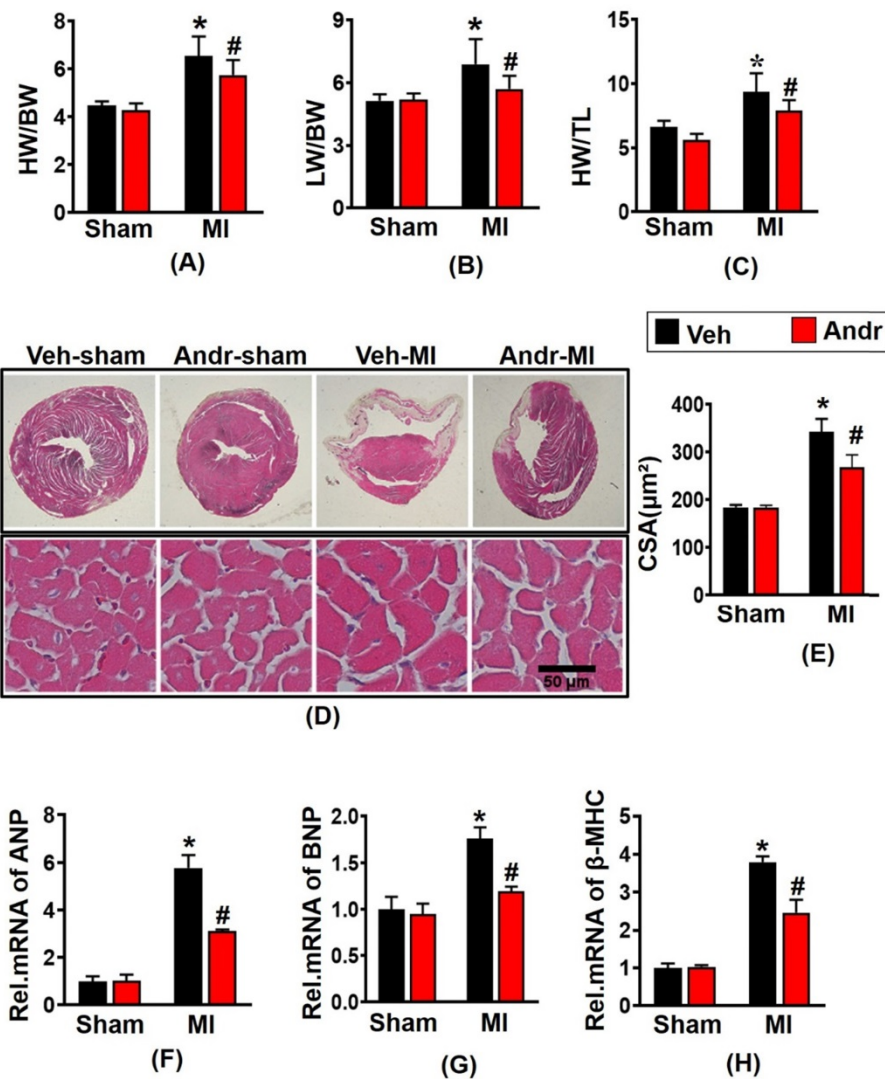 HW/BW
8
6
4
2
0
*
#
Sham MI
(A)
LW/BW
9
6
3
0
*
#
Sham MI
(B)
HW/TL
15
10
5
0
*
#
Sham MI
(C)
Veh Andr
Veh-sham Andr-sham Veh-MI Andr-MI
50 µm
(D)
CSA(µm²)
400
300
200
100
0
*
#
Sham MI
(E)
Rel.mRNA of ANP
8
6
4
2
0
*
#
Sham MI
(F)
Rel.mRNA of BNP
2.0
1.5
1.0
0.5
0.0
*
#
Sham MI
(G)
Rel.mRNA of β-MHC
5
4
3
2
1
0
*
#
Sham MI
(H)